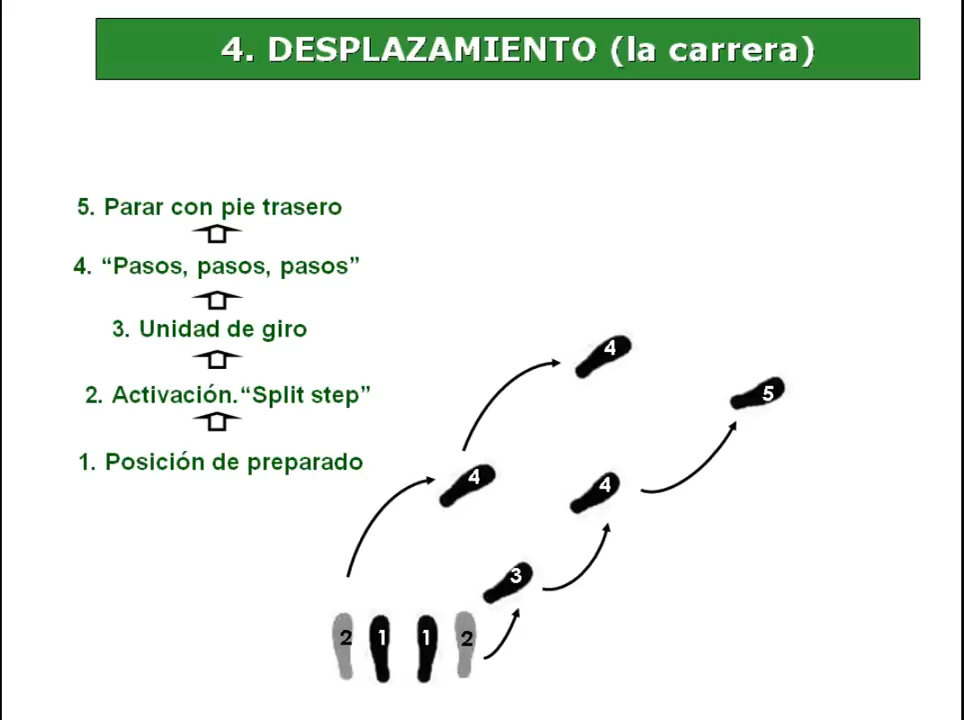 4. DESPLAZAMIENTO (la carrera)
5. Parar con pie trasero
4. “Pasos, pasos, pasos”
3. Unidad de giro
2. Activación.“Split step”
1. Posición de preparado
4
5
4
4
3
2 1 1 2